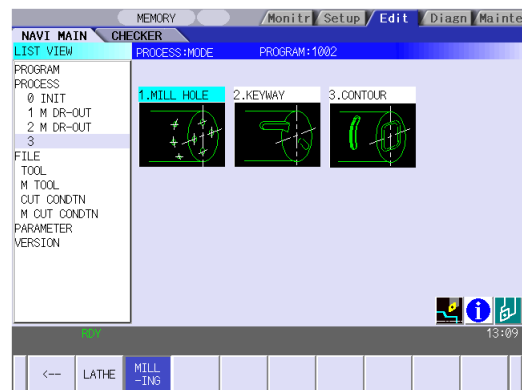 MEMORY Monitr Setup Edit Diagn Mainte
NAVI MAIN CHECKER
LIST VIEW PROCESS:MODE PROGRAM:1002
PROGRAM
PROCESS
0 INIT
1 M DR-OUT
2 M DR-OUT
3
FILE
TOOL
M TOOL
CUT CONDTN
M CUT CONDTN
PARAMETER
VERSION
1.MILL HOLE 2.KEYWAY 3.CONTOUR
RDY 13:09
<-- LATHE MILL
-ING